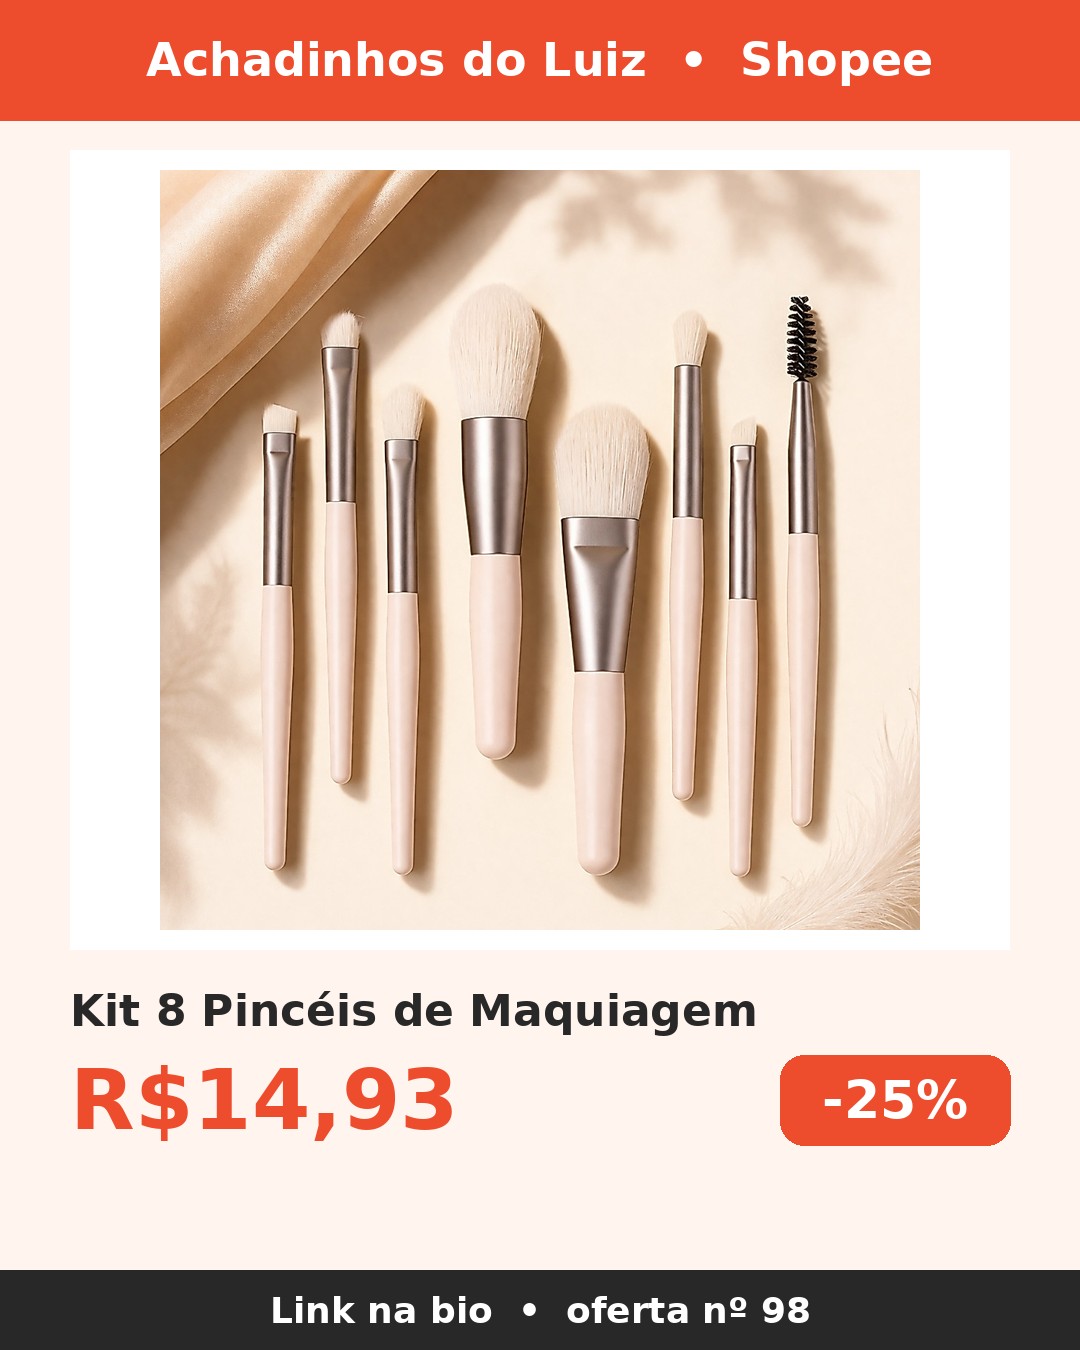 Achadinhos do Luiz • Shopee
Kit 8 Pincéis de Maquiagem
R$14,93
-25%
Link na bio • oferta nº 98